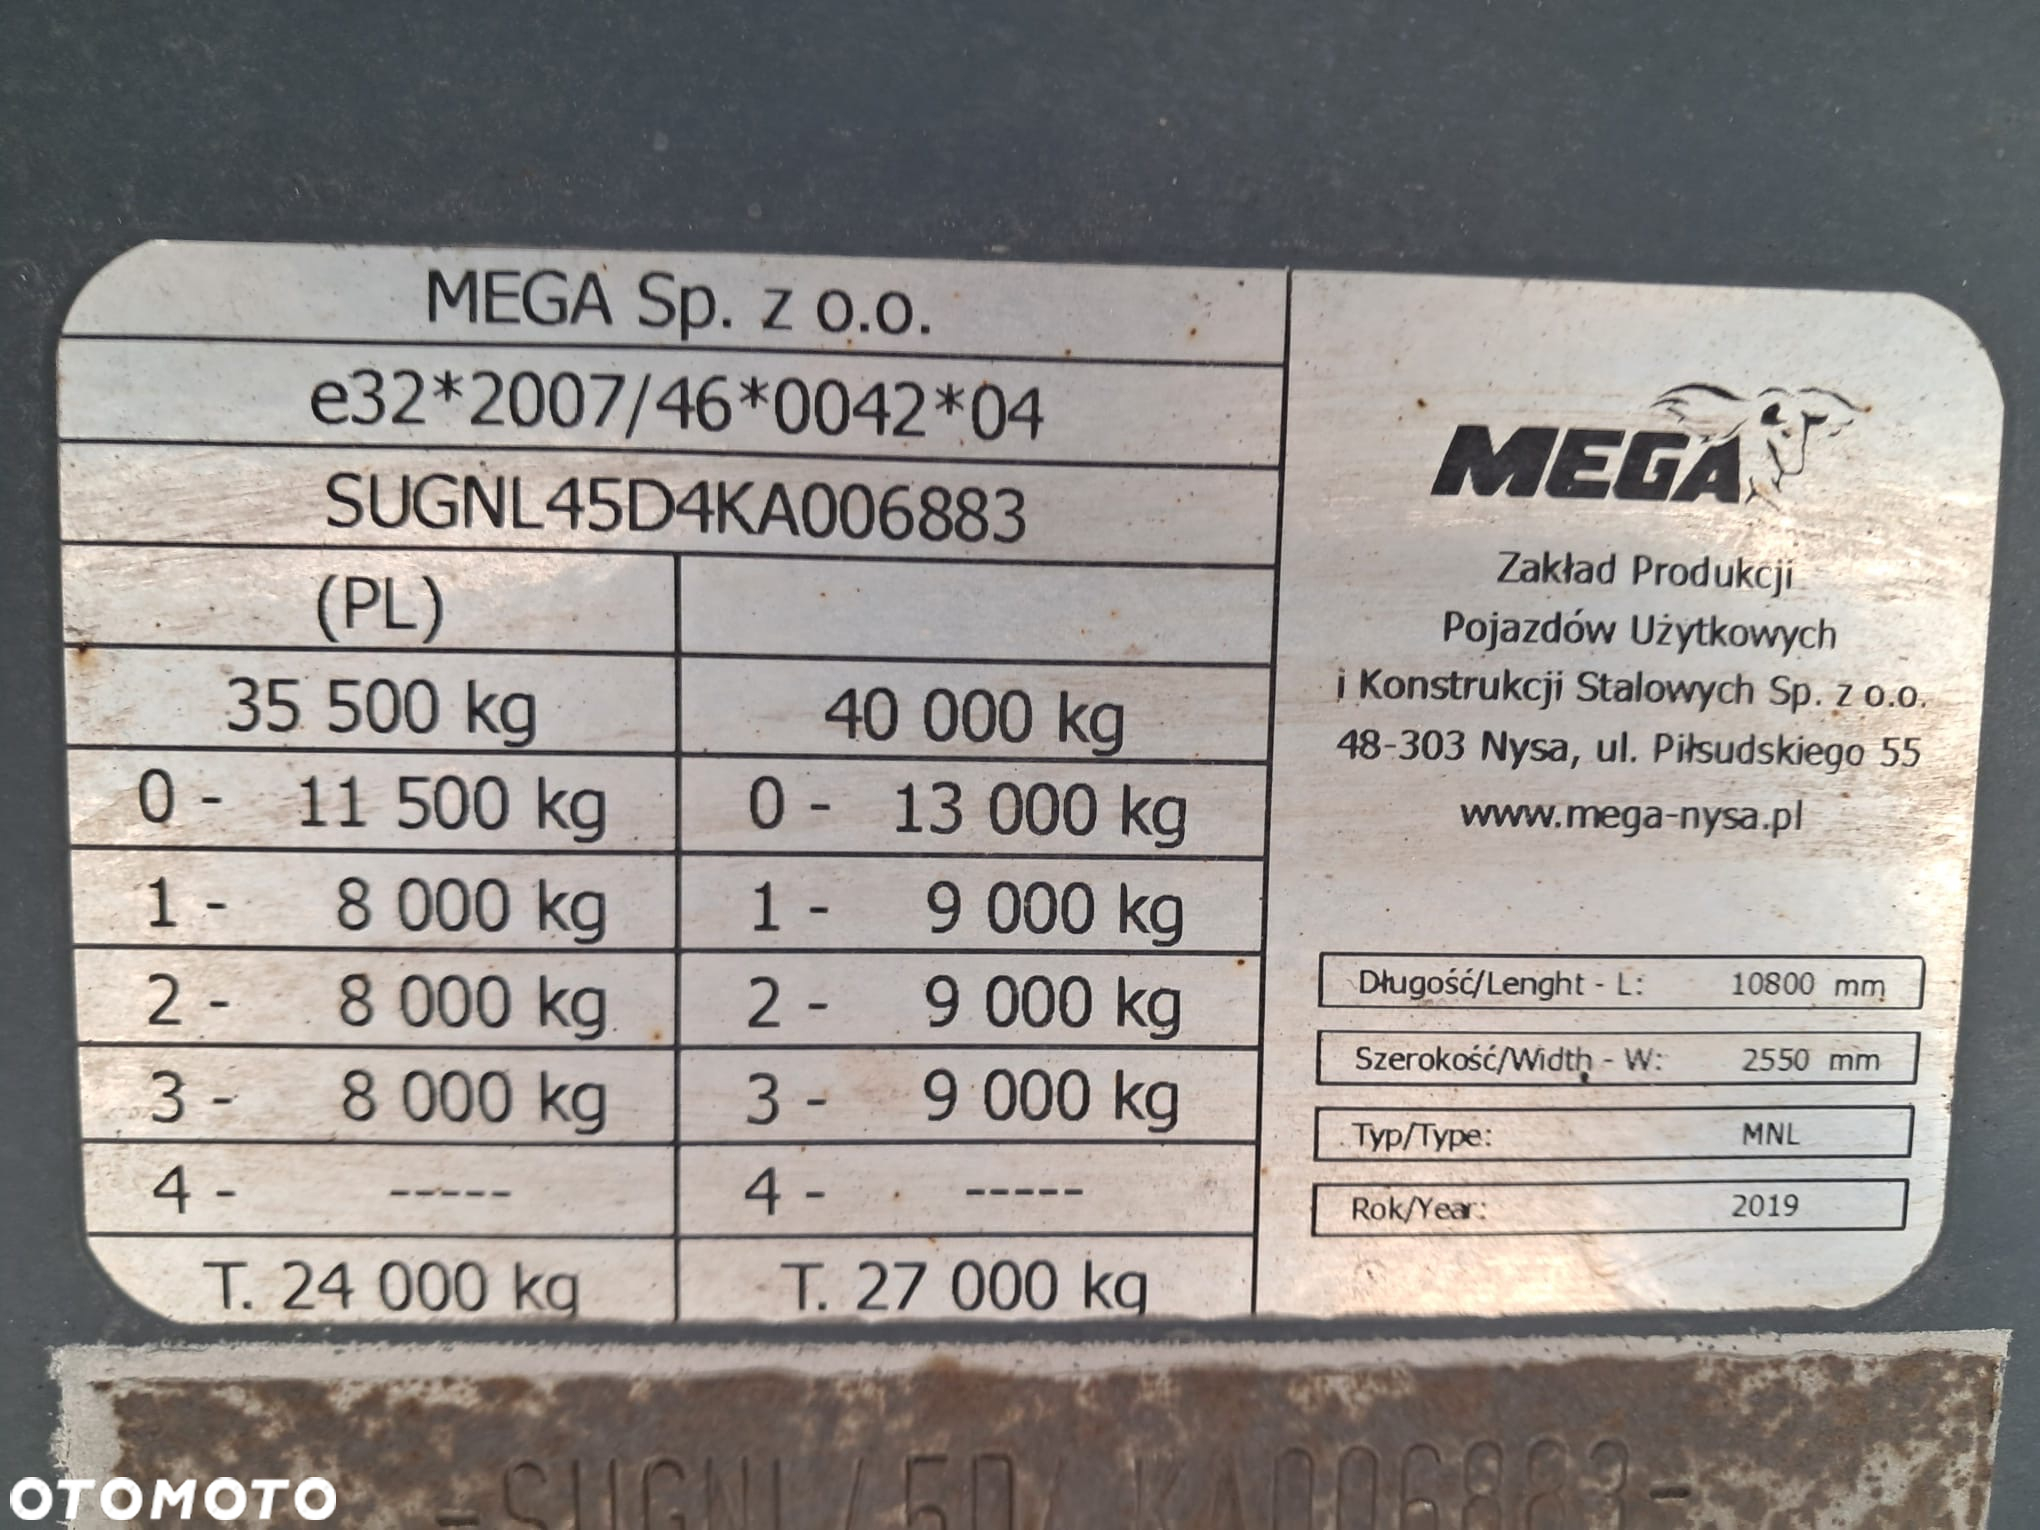 MEGA Sp. z o.o.
e32*2007/46*0042*04
SUGNL45D4KA006883
(PL)
35 500 kg 40 000 kg
0 - 11 500 kg 0 - 13 000 kg
1 - 8 000 kg 1 - 9 000 kg
2 - 8 000 kg 2 - 9 000 kg
3 - 8 000 kg 3 - 9 000 kg
4 - ----- 4 - -----
T. 24 000 kg T. 27 000 kg
MEGA
Zakład Produkcji
Pojazdów Użytkowych
i Konstrukcji Stalowych Sp. z o.o.
48-303 Nysa, ul. Piłsudskiego 55
www.mega-nysa.pl
Długość/Lenght - L: 10800 mm
Szerokość/Width - W: 2550 mm
Typ/Type: MNL
Rok/Year: 2019
-SUGNL45D4KA006883-
OTOMOTO